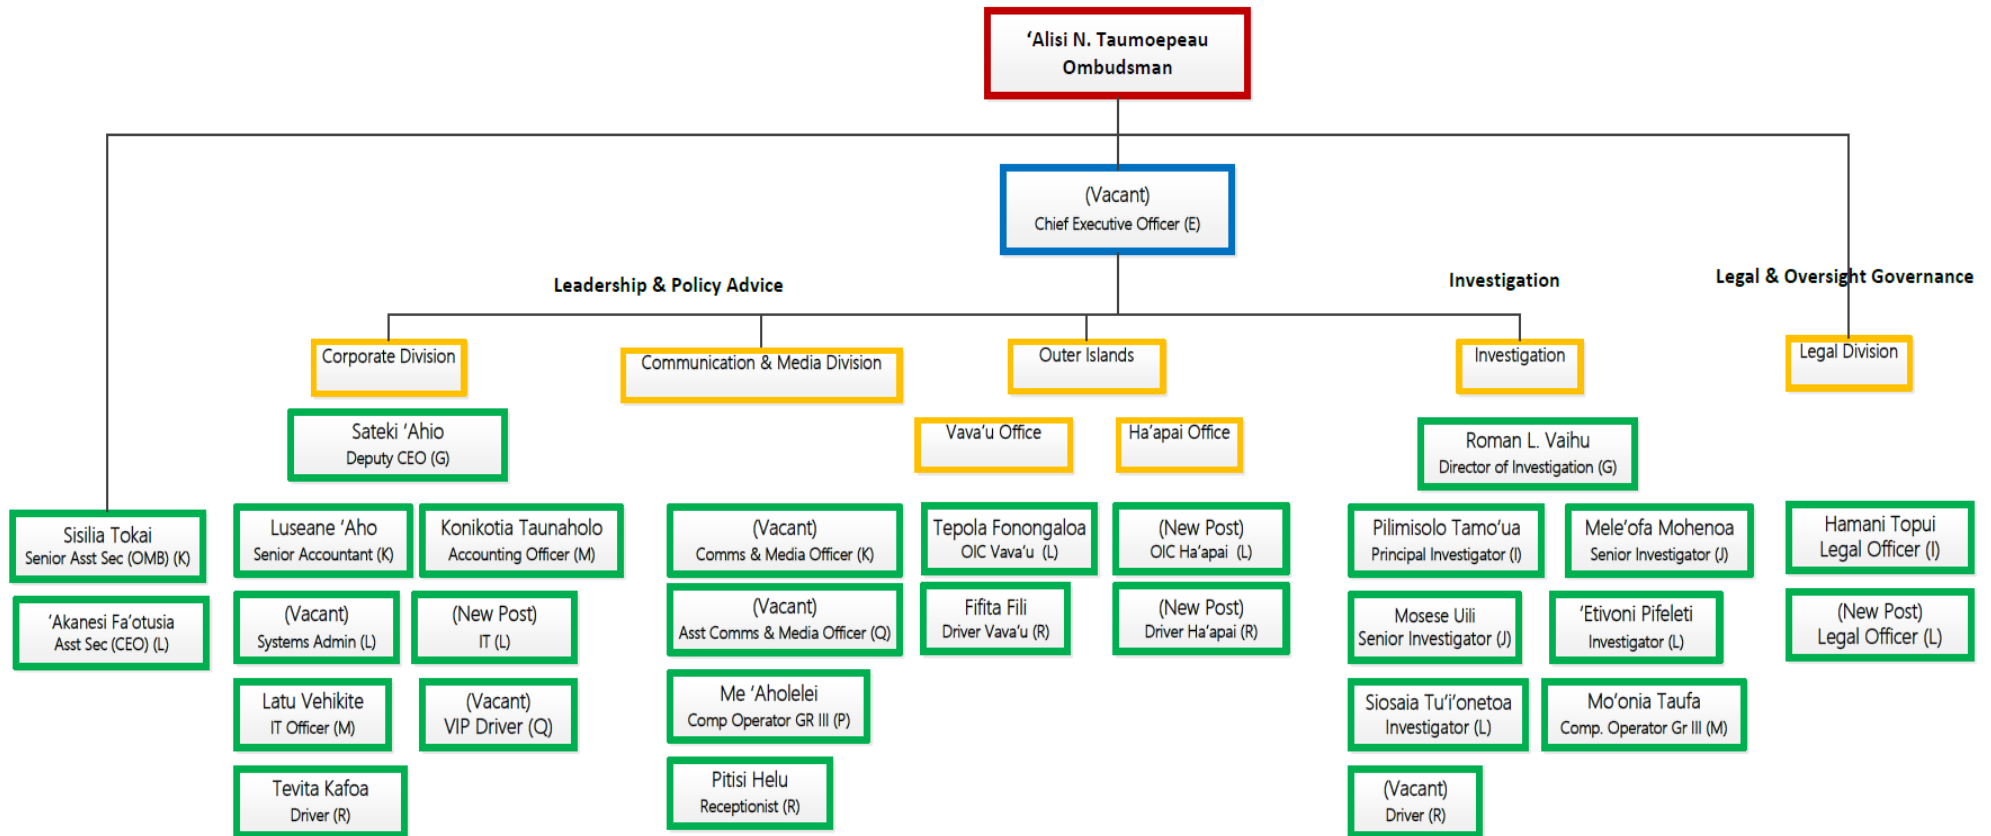 ‘Alisi N. Taumoepeau
Ombudsman
(Vacant)
Chief Executive Officer (E)
Leadership & Policy Advice
Investigation
Legal & Oversight Governance
Corporate Division
Communication & Media Division
Outer Islands
Investigation
Legal Division
Vava’u Office
Ha’apai Office
Sisilia Tokai
Senior Asst Sec (OMB) (K)
‘Akanesi Fa’otusia
Asst Sec (CEO) (L)
Sateki ‘Ahio
Deputy CEO (G)
Luseane ‘Aho
Senior Accountant (K)
Konikotia Taunaholo
Accounting Officer (M)
(Vacant)
Systems Admin (L)
(New Post)
IT (L)
Latu Vehikite
IT Officer (M)
(Vacant)
VIP Driver (Q)
Tevita Kafoa
Driver (R)
(Vacant)
Comms & Media Officer (K)
(Vacant)
Asst Comms & Media Officer (Q)
Me ‘Aholelei
Comp Operator GR III (P)
Pitisi Helu
Receptionist (R)
Tepola Fonongaloa
OIC Vava’u (L)
Fifita Fili
Driver Vava’u (R)
(New Post)
OIC Ha’apai (L)
(New Post)
Driver Ha’apai (R)
Roman L. Vaihu
Director of Investigation (G)
Pilimisolo Tamo’ua
Principal Investigator (I)
Mele’ofa Mohenoa
Senior Investigator (J)
Mosese Uili
Senior Investigator (J)
‘Etivoni Pifeleti
Investigator (L)
Siosaia Tu’i’onetoa
Investigator (L)
Mo’onia Taufa
Comp. Operator Gr III (M)
(Vacant)
Driver (R)
Hamani Topui
Legal Officer (I)
(New Post)
Legal Officer (L)